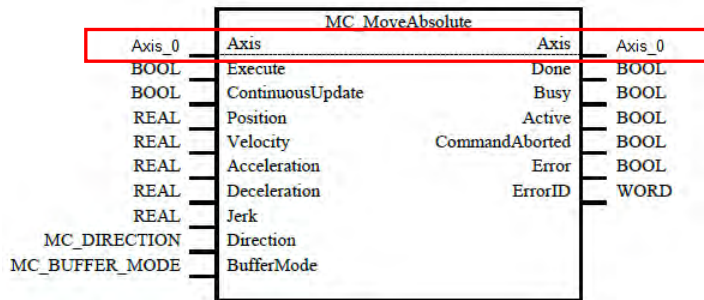 MC_MoveAbsolute
Axis_0 Axis Axis Axis_0
BOOL Execute Done BOOL
BOOL ContinuousUpdate Busy BOOL
REAL Position Active BOOL
REAL Velocity CommandAborted BOOL
REAL Acceleration Error BOOL
REAL Deceleration ErrorID WORD
REAL Jerk
MC_DIRECTION Direction
MC_BUFFER_MODE BufferMode